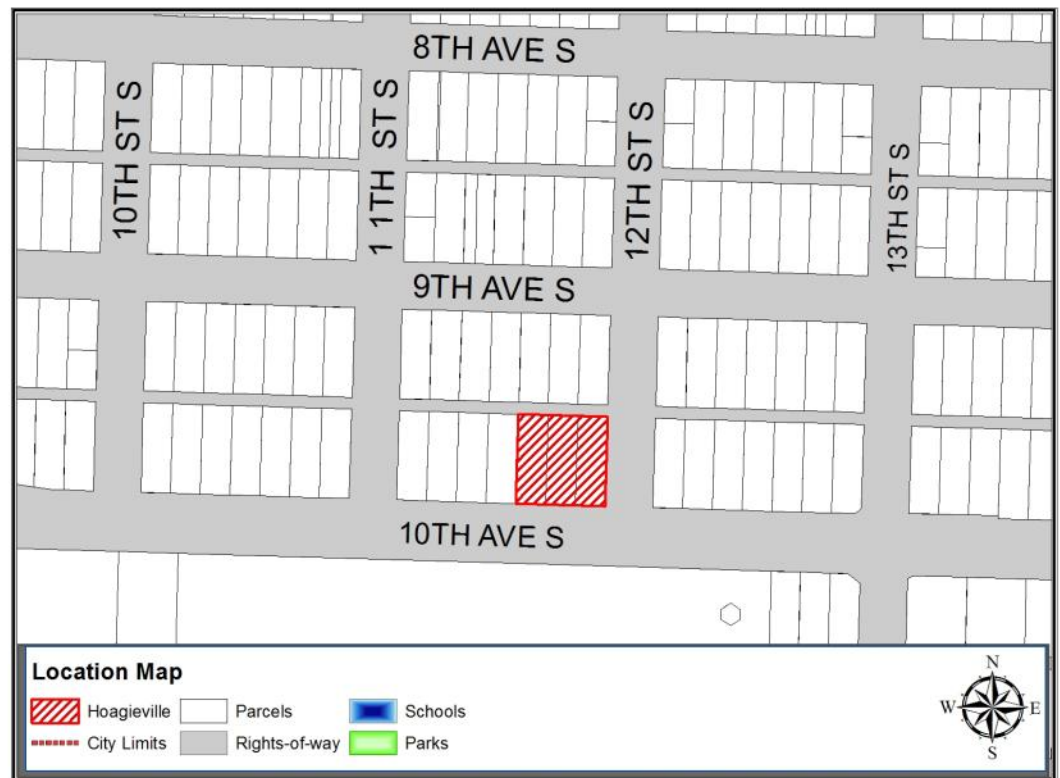 8TH AVE S
10TH ST S
1 1TH ST S
12TH ST S
13TH ST S
9TH AVE S
10TH AVE S
Location Map
N
W E
S
Hoagieville
Parcels
Schools
City Limits
Rights-of-way
Parks